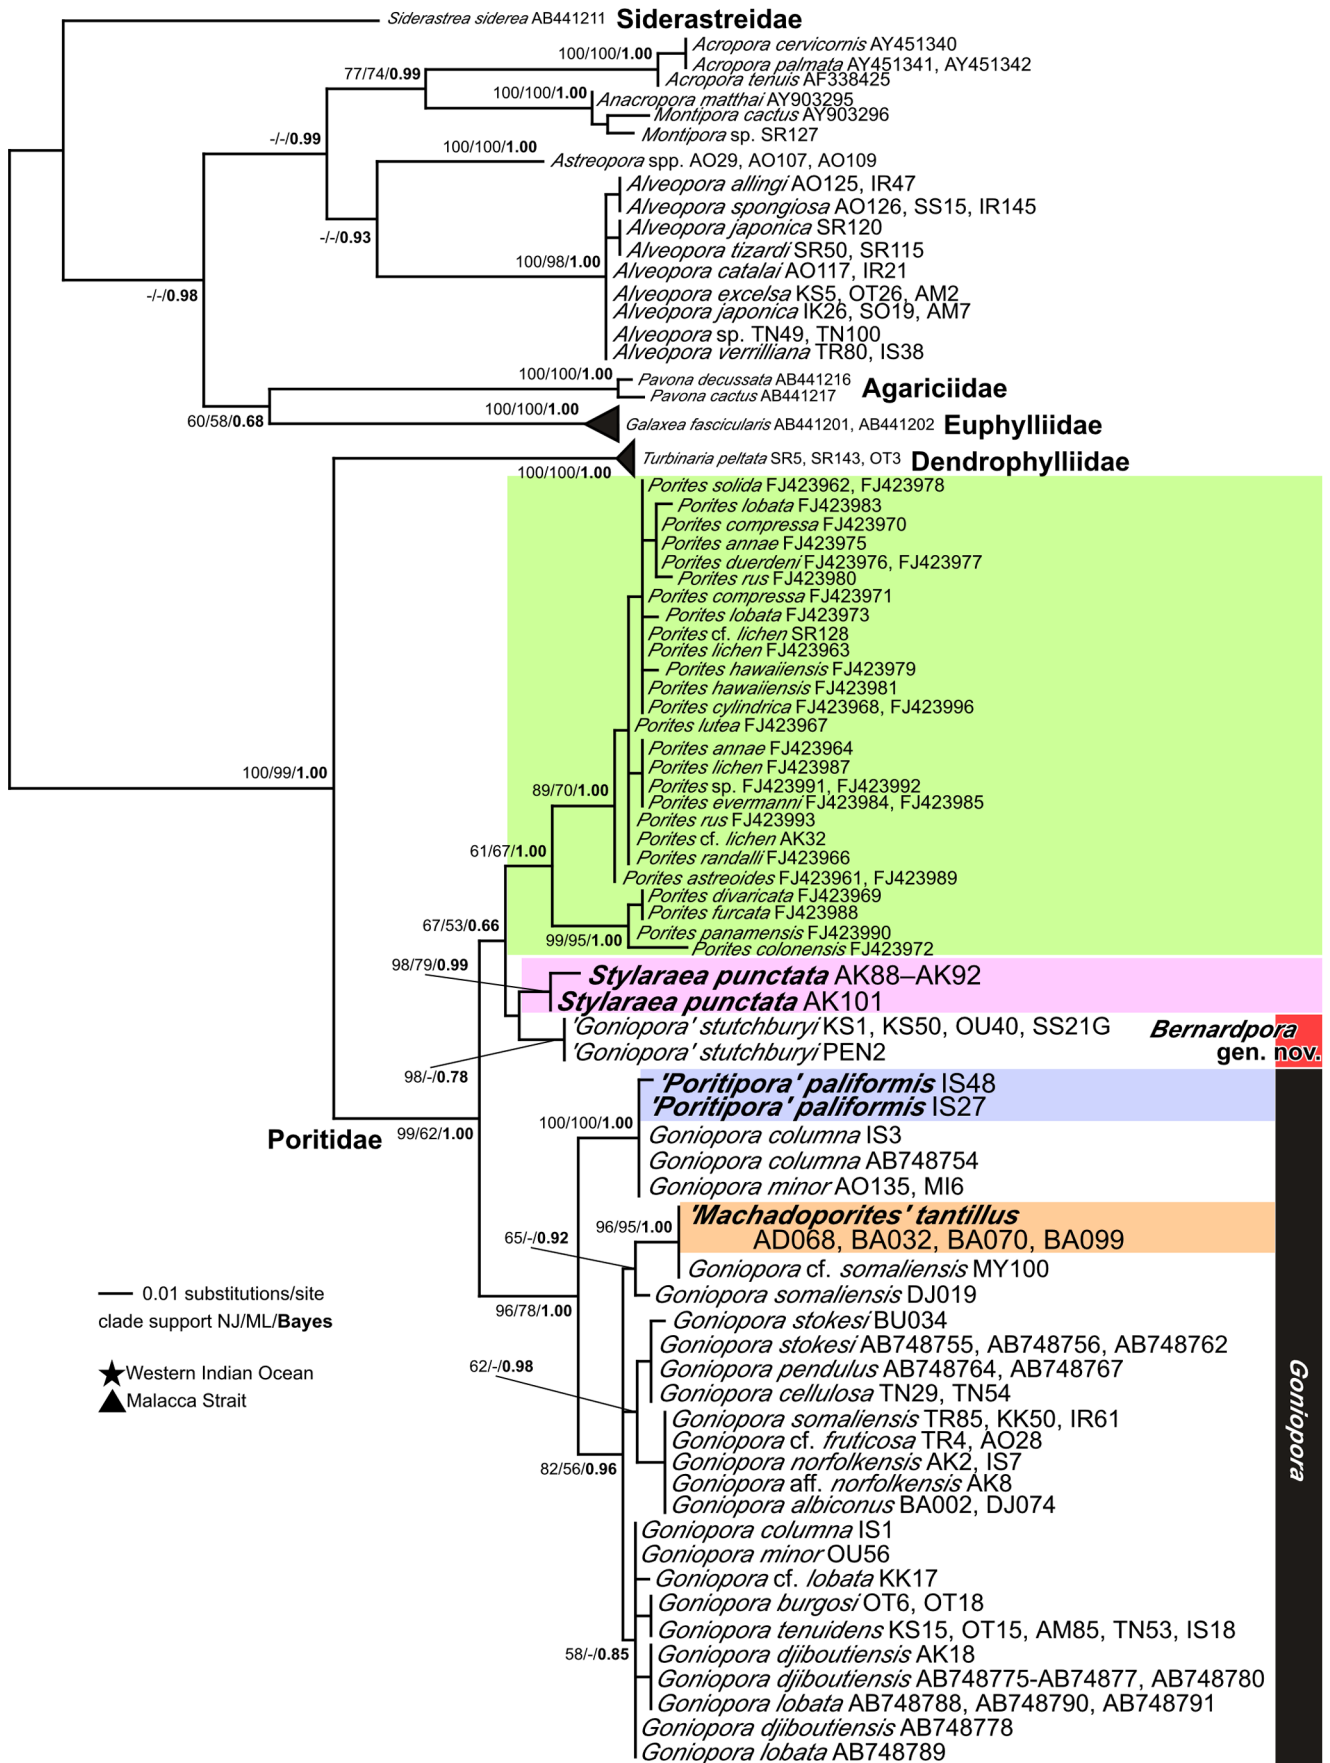 Siderastrea siderea AB441211 Siderastreidae
Acropora cervicornis AY451340
100/100/1.00
Acropora palmata AY451341, AY451342
77/74/0.99
Acropora tenuis AF338425
100/100/1.00
Anacropora matthai AY903295
Montipora cactus AY903296
Montipora sp. SR127
-/-/0.99
100/100/1.00
Astreopora spp. AO29, AO107, AO109
Alveopora allingi AO125, IR47
Alveopora spongiosa AO126, SS15, IR145
Alveopora japonica SR120
-/-/0.93
Alveopora tizardi SR50, SR115
100/98/1.00
Alveopora catalai AO117, IR21
-/-/0.98
Alveopora excelsa KS5, OT26, AM2
Alveopora japonica IK26, SO19, AM7
Alveopora sp. TN49, TN100
Alveopora verrilliana TR80, IS38
100/100/1.00
Pavona decussata AB441216
Pavona cactus AB441217
Agariciidae
60/58/0.68
100/100/1.00
Galaxea fascicularis AB441201, AB441202 Euphylliidae
Turbinaria peltata SR5, SR143, OT3 Dendrophylliidae
100/100/1.00
Porites solida FJ423962, FJ423978
Porites lobata FJ423983
Porites compressa FJ423970
Porites annae FJ423975
Porites duerdeni FJ423976, FJ423977
Porites rus FJ423980
Porites compressa FJ423971
Porites lobata FJ423973
Porites cf. lichen SR128
Porites lichen FJ423963
Porites hawaiiensis FJ423979
Porites hawaiiensis FJ423981
Porites cylindrica FJ423968, FJ423996
Porites lutea FJ423967
Porites annae FJ423964
Porites lichen FJ423987
100/99/1.00
Porites sp. FJ423991, FJ423992
89/70/1.00
Porites evermanni FJ423984, FJ423985
Porites rus FJ423993
Porites cf. lichen AK32
61/67/1.00
Porites randalli FJ423966
Porites astreoides FJ423961, FJ423989
Porites divaricata FJ423969
Porites furcata FJ423988
67/53/0.66
Porites panamensis FJ423990
99/95/1.00
Porites colonensis FJ423972
98/79/0.99
Stylaraea punctata AK88–AK92
Stylaraea punctata AK101
'Goniopora' stutchburyi KS1, KS50, OU40, SS21G
'Goniopora' stutchburyi PEN2
Bernardpora
gen. nov.
98/-/0.78
'Poritipora' paliformis IS48
'Poritipora' paliformis IS27
100/100/1.00
Poritidae
99/62/1.00
Goniopora columna IS3
Goniopora columna AB748754
Goniopora minor AO135, MI6
96/95/1.00
'Machadoporites' tantillus
AD068, BA032, BA070, BA099
65/-/0.92
Goniopora cf. somaliensis MY100
Goniopora somaliensis DJ019
96/78/1.00
0.01 substitutions/site
clade support NJ/ML/Bayes
Western Indian Ocean
Malacca Strait
Goniopora stokesi BU034
Goniopora stokesi AB748755, AB748756, AB748762
62/-/0.98
Goniopora pendulus AB748764, AB748767
Goniopora cellulosa TN29, TN54
Goniopora somaliensis TR85, KK50, IR61
Goniopora cf. fruticosa TR4, AO28
Goniopora norfolkensis AK2, IS7
82/56/0.96
Goniopora aff. norfolkensis AK8
Goniopora albiconus BA002, DJ074
Goniopora
Goniopora columna IS1
Goniopora minor OU56
Goniopora cf. lobata KK17
Goniopora burgosi OT6, OT18
Goniopora tenuidens KS15, OT15, AM85, TN53, IS18
58/-/0.85
Goniopora djiboutiensis AK18
Goniopora djiboutiensis AB748775-AB74877, AB748780
Goniopora lobata AB748788, AB748790, AB748791
Goniopora djiboutiensis AB748778
Goniopora lobata AB748789